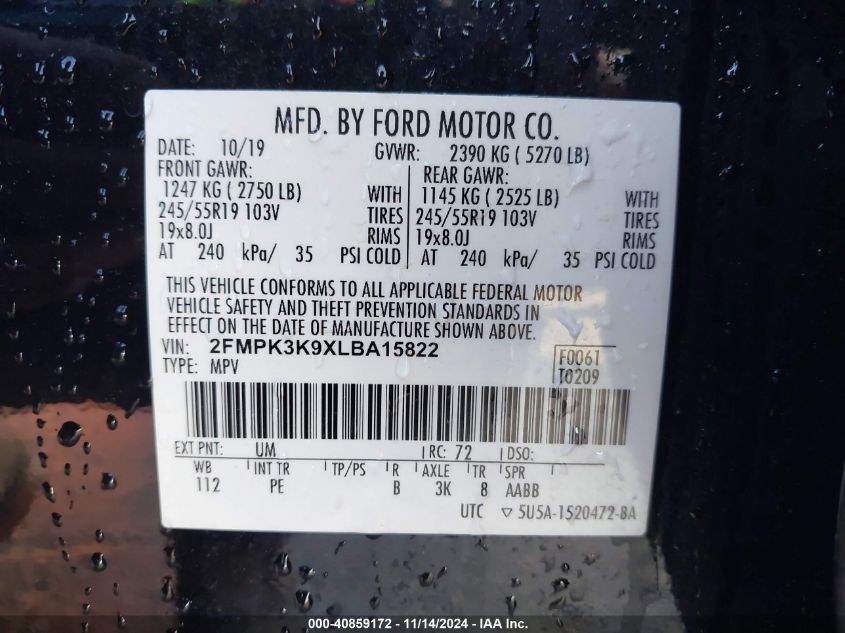 MFD. BY FORD MOTOR CO.
DATE: 10/19 GVWR: 2390 KG ( 5270 LB)
FRONT GAWR: REAR GAWR:
1247 KG ( 2750 LB) WITH 1145 KG ( 2525 LB) WITH
245/55R19 103V TIRES 245/55R19 103V TIRES
19x8.0J RIMS 19x8.0J RIMS
AT 240 kPa/ 35 PSI COLD AT 240 kPa/ 35 PSI COLD
THIS VEHICLE CONFORMS TO ALL APPLICABLE FEDERAL MOTOR
VEHICLE SAFETY AND THEFT PREVENTION STANDARDS IN
EFFECT ON THE DATE OF MANUFACTURE SHOWN ABOVE.
VIN: 2FMPK3K9XLBA15822 F0061
TYPE: MPV T0209
EXT PNT: UM RC: 72 DSO:
WB INT TR TP/PS R AXLE TR SPR
112 PE B 3K 8 AABB
UTC ▽ 5U5A-1520472-BA
000-40859172 - 11/14/2024 - IAA, Inc.